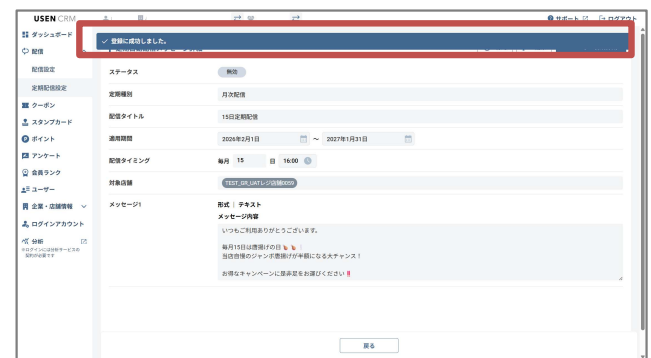 USEN CRM
サポート
ログアウト
✓ 登録に成功しました。
ダッシュボード
配信
配信設定
定期配信設定
クーポン
スタンプカード
ポイント
アンケート
会員ランク
ユーザー
企業・店舗情報
ログインアカウント
分析
※ログインには分析サービスの
契約が必要です
ステータス 無効
定期種別 月次配信
配信タイトル 15日定期配信
適用期間 2026年2月1日 ～ 2027年1月31日
配信タイミング 毎月 15 日 16:00
対象店舗 TEST_GR_UATレジ店舗0059
メッセージ1 形式 | テキスト
メッセージ内容
いつもご利用ありがとうございます。
毎月15日は唐揚げの日🍗🍗
当店自慢のジャンボ唐揚げが半額になる大チャンス！
お得なキャンペーンに是非足をお運びください‼
戻る